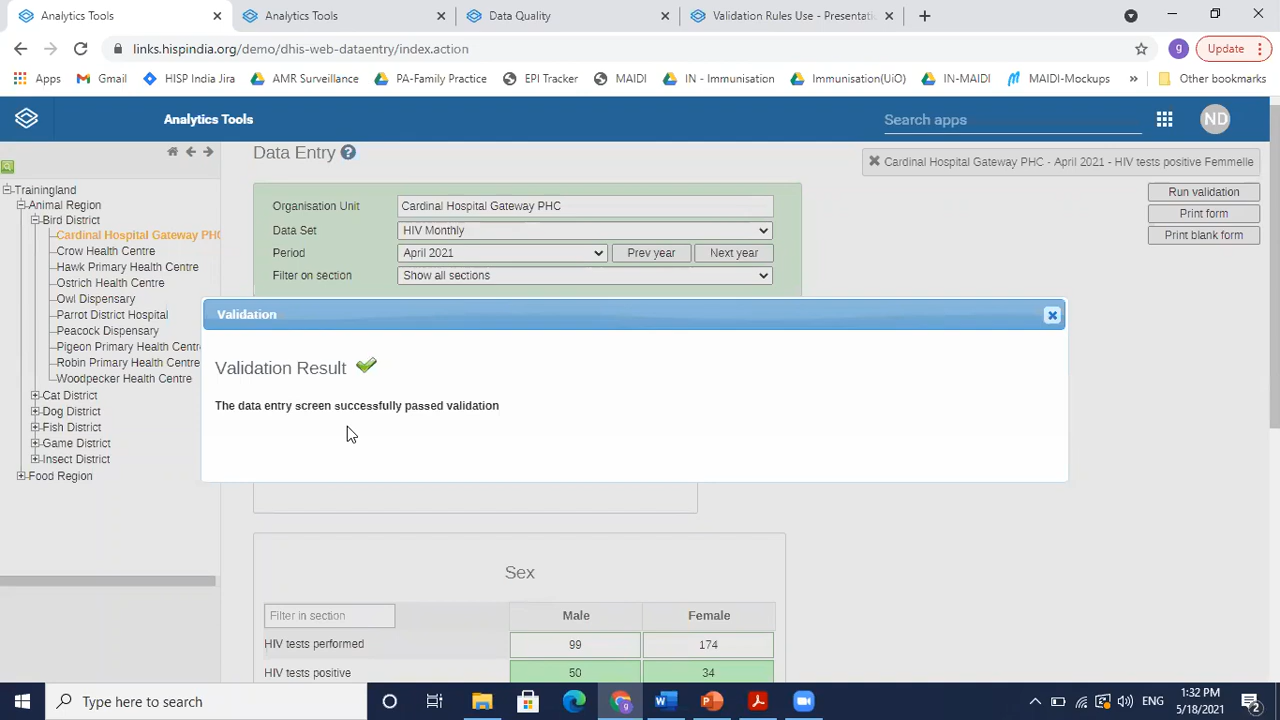 Analytics Tools
Analytics Tools
Data Quality
Validation Rules Use - Presentati
links.hispindia.org/demo/dhis-web-dataentry/index.action
g
Update
Apps
Gmail
HISP India Jira
AMR Surveillance
PA-Family Practice
EPI Tracker
MAIDI
IN - Immunisation
Immunisation(UiO)
IN-MAIDI
MAIDI-Mockups
»
Other bookmarks
Analytics Tools
Search apps
ND
Data Entry
Cardinal Hospital Gateway PHC - April 2021 - HIV tests positive Femmelle
Run validation
Print form
Print blank form
Trainingland
Animal Region
Bird District
Cardinal Hospital Gateway PHC
Crow Health Centre
Hawk Primary Health Centre
Ostrich Health Centre
Owl Dispensary
Parrot District Hospital
Peacock Dispensary
Pigeon Primary Health Centr
Robin Primary Health Centre
Woodpecker Health Centre
Cat District
Dog District
Fish District
Game District
Insect District
Food Region
Organisation Unit Cardinal Hospital Gateway PHC
Data Set HIV Monthly
Period April 2021 Prev year Next year
Filter on section Show all sections
Validation
Validation Result
The data entry screen successfully passed validation
Sex
Filter in section Male Female
HIV tests performed 99 174
HIV tests positive 50 34
Type here to search
ENG
1:32 PM
5/18/2021
2